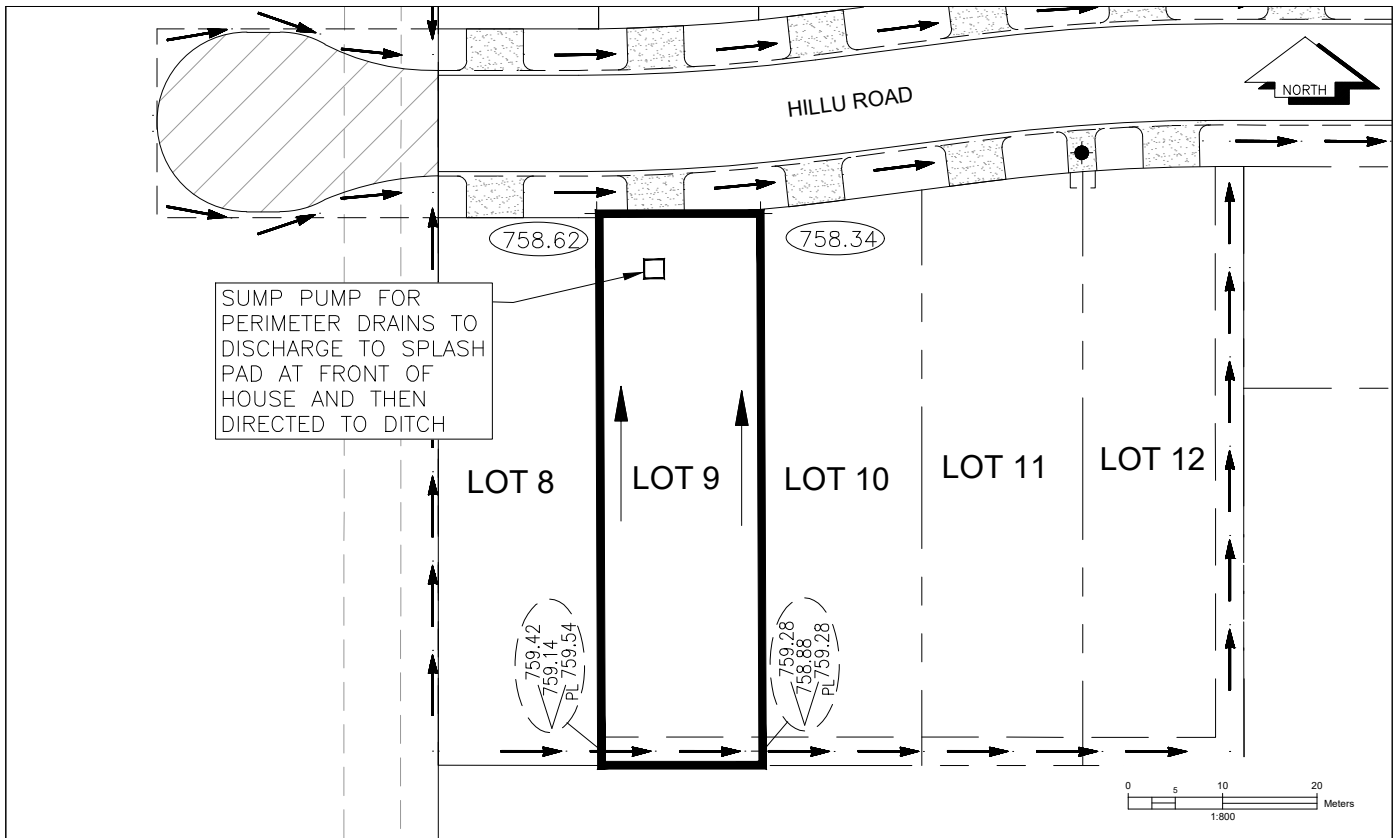 HILLU ROAD
NORTH
758.62
758.34
SUMP PUMP FOR
PERIMETER DRAINS TO
DISCHARGE TO SPLASH
PAD AT FRONT OF
HOUSE AND THEN
DIRECTED TO DITCH
LOT 8
LOT 9
LOT 10
LOT 11
LOT 12
759.42
759.14
PL 759.54
759.28
758.88
PL 759.28
0 5 10 20
Meters
1:800